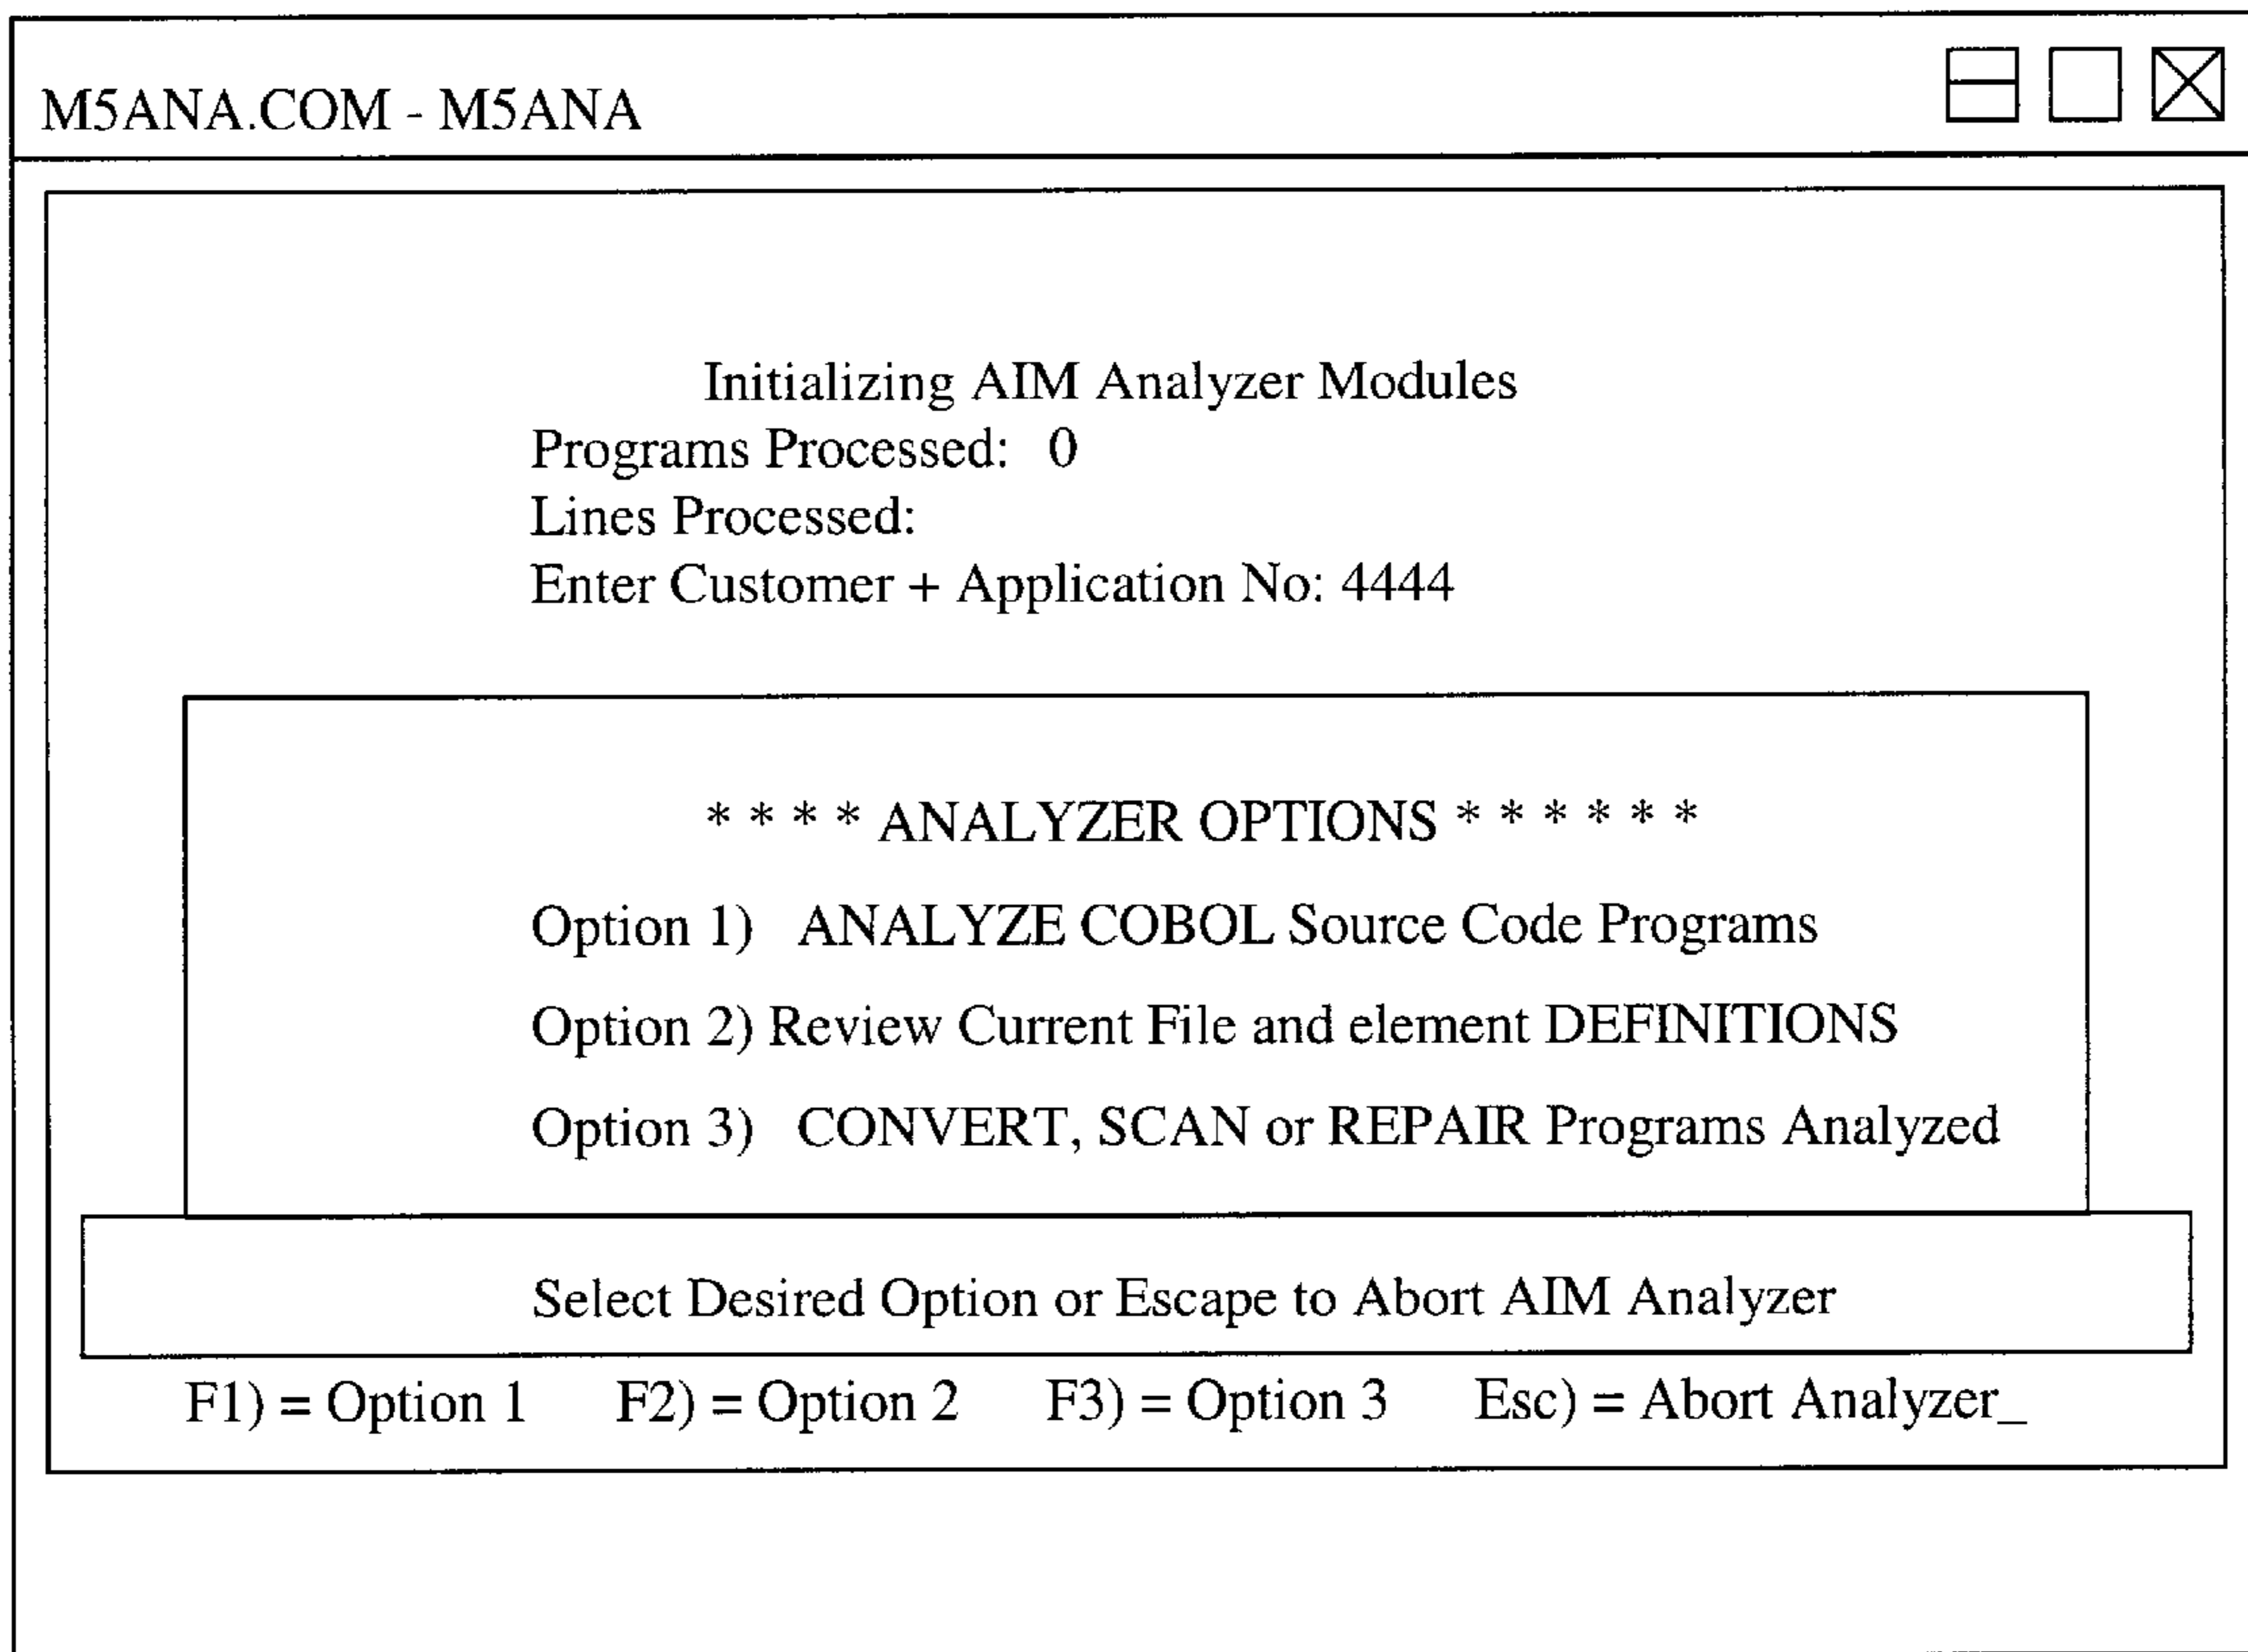 M5ANA.COM - M5ANA
Initializing AIM Analyzer Modules
Programs Processed: 0
Lines Processed:
Enter Customer + Application No: 4444
* * * * ANALYZER OPTIONS * * * * * *
Option 1) ANALYZE COBOL Source Code Programs
Option 2) Review Current File and element DEFINITIONS
Option 3) CONVERT, SCAN or REPAIR Programs Analyzed
Select Desired Option or Escape to Abort AIM Analyzer
F1) = Option 1 F2) = Option 2 F3) = Option 3 Esc) = Abort Analyzer_